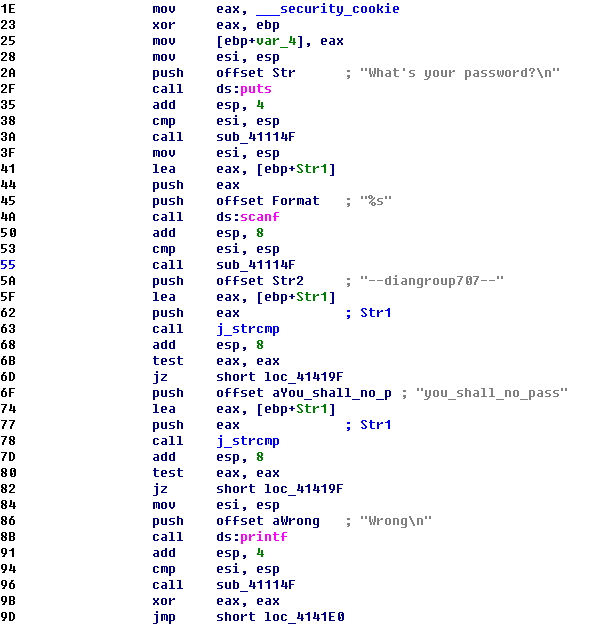 1E mov eax, ___security_cookie
23 xor eax, ebp
25 mov [ebp+var_4], eax
28 mov esi, esp
2A push offset Str ; "What's your password?\n"
2F call ds:puts
35 add esp, 4
38 cmp esi, esp
3A call sub_41114F
3F mov esi, esp
41 lea eax, [ebp+Str1]
44 push eax
45 push offset Format ; "%s"
4A call ds:scanf
50 add esp, 8
53 cmp esi, esp
55 call sub_41114F
5A push offset Str2 ; "--diangroup707--"
5F lea eax, [ebp+Str1]
62 push eax ; Str1
63 call j_strcmp
68 add esp, 8
6B test eax, eax
6D jz short loc_41419F
6F push offset aYou_shall_no_p ; "you_shall_no_pass"
74 lea eax, [ebp+Str1]
77 push eax ; Str1
78 call j_strcmp
7D add esp, 8
80 test eax, eax
82 jz short loc_41419F
84 mov esi, esp
86 push offset aWrong ; "Wrong\n"
8B call ds:printf
91 add esp, 4
94 cmp esi, esp
96 call sub_41114F
9B xor eax, eax
9D jmp short loc_4141E0